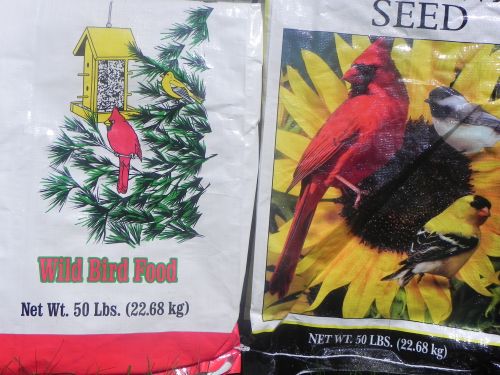 SEED
Wild Bird Food
Net Wt. 50 Lbs. (22.68 kg)
NET WT. 50 LBS. (22.68 kg)